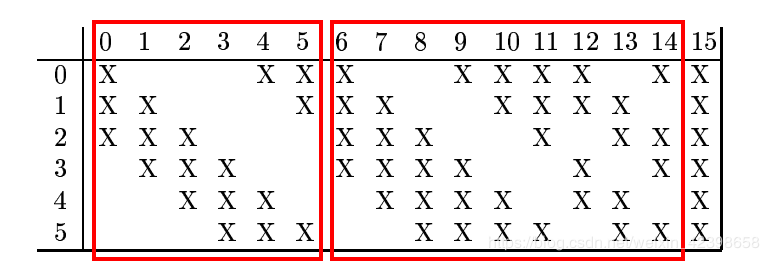 0 1 2 3 4 5 6 7 8 9 10 11 12 13 14 15
0 X X X X X X X X X X
1 X X X X X X X X X X
2 X X X X X X X X X X
3 X X X X X X X X X X
4 X X X X X X X X X X
5 X X X X X X X X X X